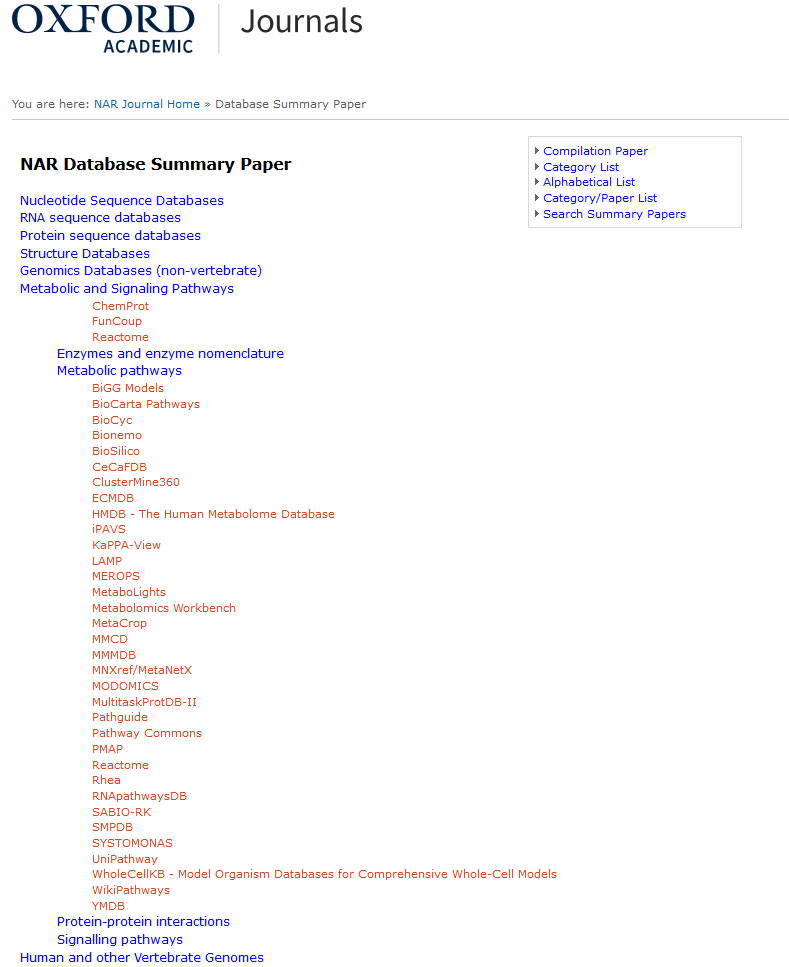 OXFORD
ACADEMIC
Journals
You are here: NAR Journal Home » Database Summary Paper
NAR Database Summary Paper
Compilation Paper
Category List
Alphabetical List
Category/Paper List
Search Summary Papers
Nucleotide Sequence Databases
RNA sequence databases
Protein sequence databases
Structure Databases
Genomics Databases (non-vertebrate)
Metabolic and Signaling Pathways
ChemProt
FunCoup
Reactome
Enzymes and enzyme nomenclature
Metabolic pathways
BiGG Models
BioCarta Pathways
BioCyc
Bionemo
BioSilico
CeCaFDB
ClusterMine360
ECMDB
HMDB - The Human Metabolome Database
iPAVS
KaPPA-View
LAMP
MEROPS
MetaboLights
Metabolomics Workbench
MetaCrop
MMCD
MMMDB
MNXref/MetaNetX
MODOMICS
MultitaskProtDB-II
Pathguide
Pathway Commons
PMAP
Reactome
Rhea
RNApathwaysDB
SABIO-RK
SMPDB
SYSTOMONAS
UniPathway
WholeCellKB - Model Organism Databases for Comprehensive Whole-Cell Models
WikiPathways
YMDB
Protein-protein interactions
Signalling pathways
Human and other Vertebrate Genomes